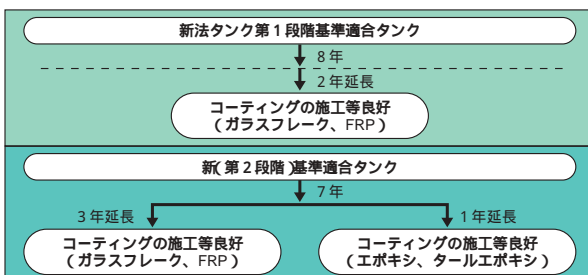 新法タンク第1段階基準適合タンク
8年
2年延長
コーティングの施工等良好
(ガラスフレーク、FRP)
新(第2段階)基準適合タンク
7年
3年延長
1年延長
コーティングの施工等良好
(ガラスフレーク、FRP)
コーティングの施工等良好
(エポキシ、タールエポキシ)